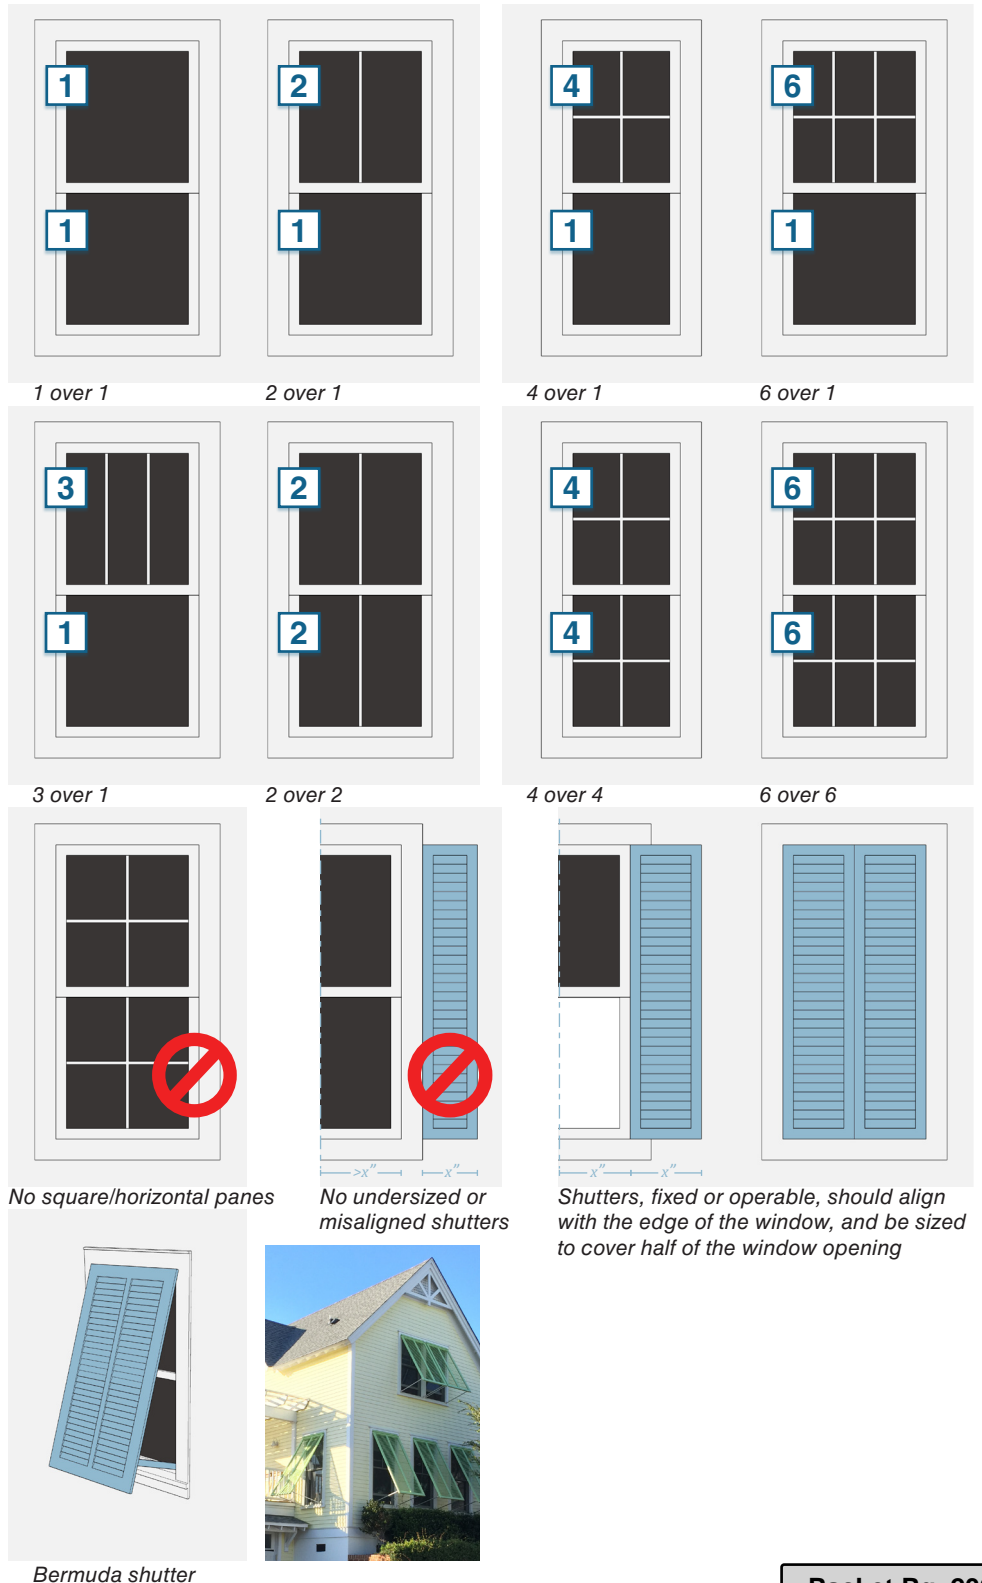 1
2
4
6
1
1
1
1
1 over 1
2 over 1
4 over 1
6 over 1
3
2
4
6
1
2
4
6
3 over 1
2 over 2
4 over 4
6 over 6
>x"
x"
x"
x"
No square/horizontal panes
No undersized or
misaligned shutters
Shutters, fixed or operable, should align
with the edge of the window, and be sized
to cover half of the window opening
Bermuda shutter